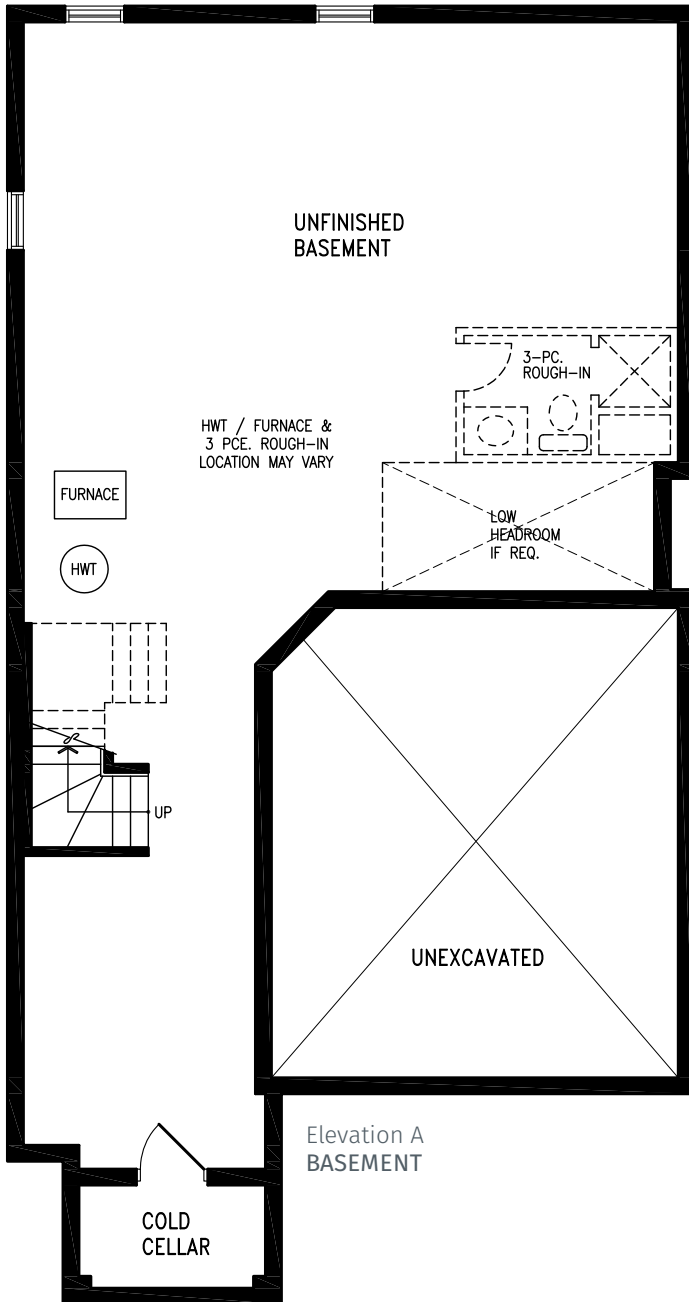 UNFINISHED
BASEMENT
3-PC.
ROUGH-IN
HWT / FURNACE &
3 PCE. ROUGH-IN
LOCATION MAY VARY
FURNACE
LOW
HEADROOM
IF REQ.
HWT
UP
UNEXCAVATED
Elevation A
BASEMENT
COLD
CELLAR